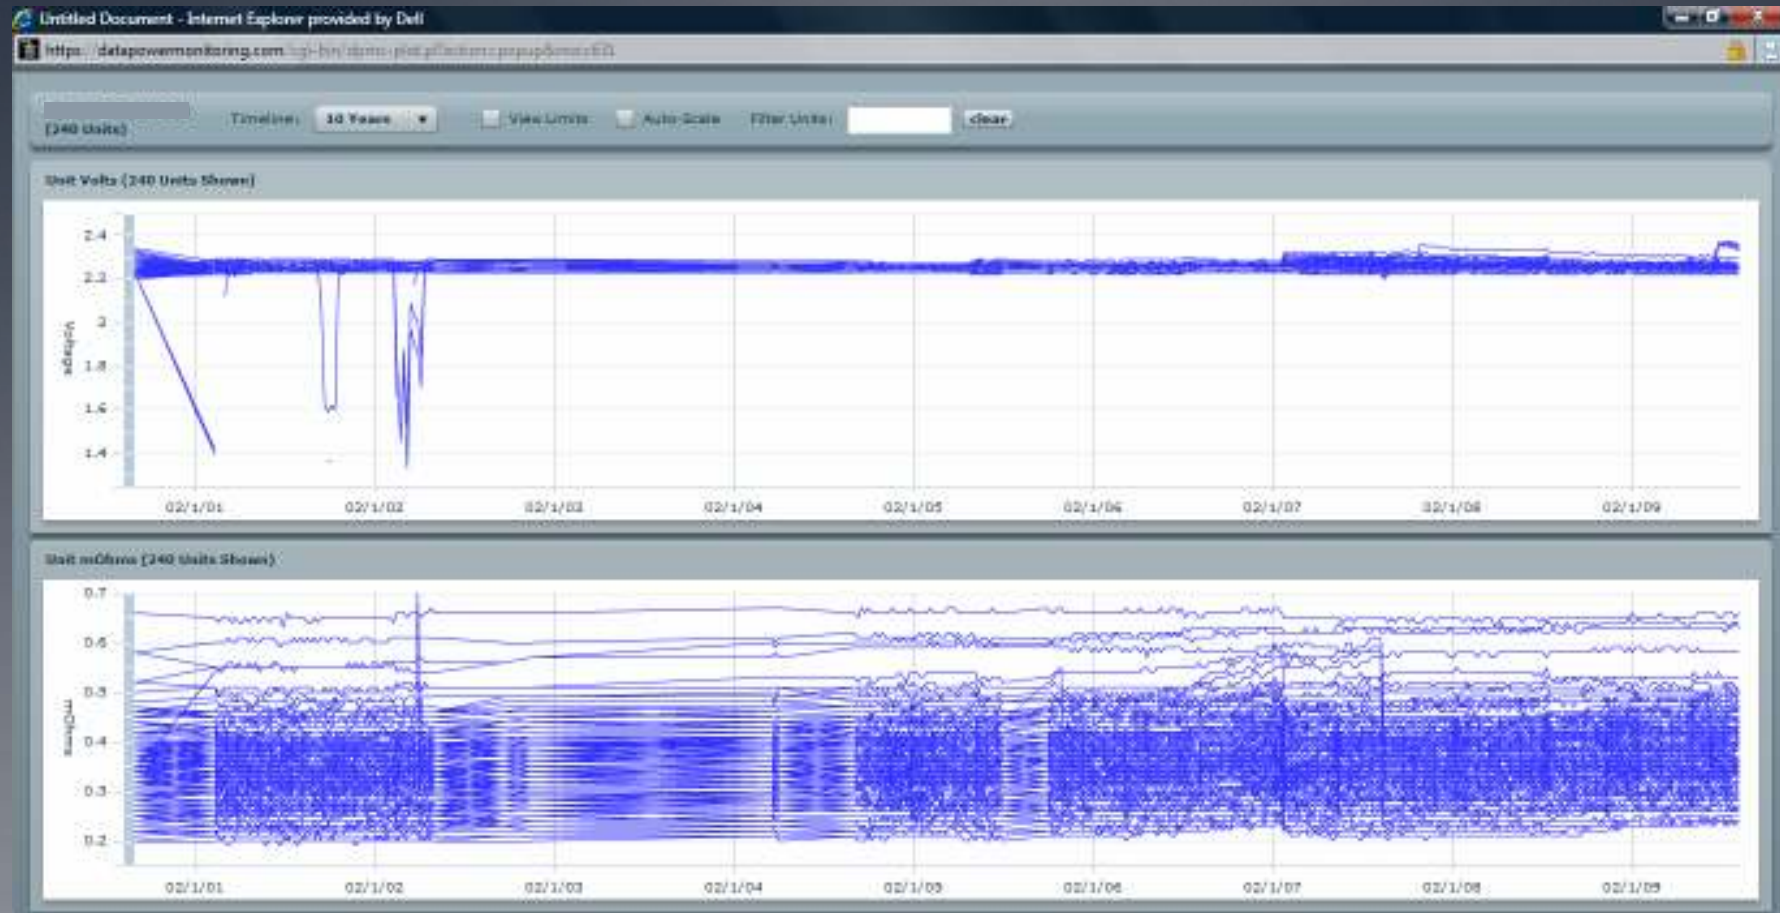 Untitled Document - Internet Explorer provided by Dell
https://datapowermonitoring.com/cgi-bin/
(240 Units)
Timeline: 10 Years View Limits Auto-Scale Filter Units: clear
Unit Volts (240 Units Shown)
2.4
2.2
2
1.8
1.6
1.4
Voltage
02/1/01 02/1/02 02/1/03 02/1/04 02/1/05 02/1/06 02/1/07 02/1/08 02/1/09
Unit mOhms (240 Units Shown)
0.7
0.6
0.5
0.4
0.3
0.2
mOhms
02/1/01 02/1/02 02/1/03 02/1/04 02/1/05 02/1/06 02/1/07 02/1/08 02/1/09